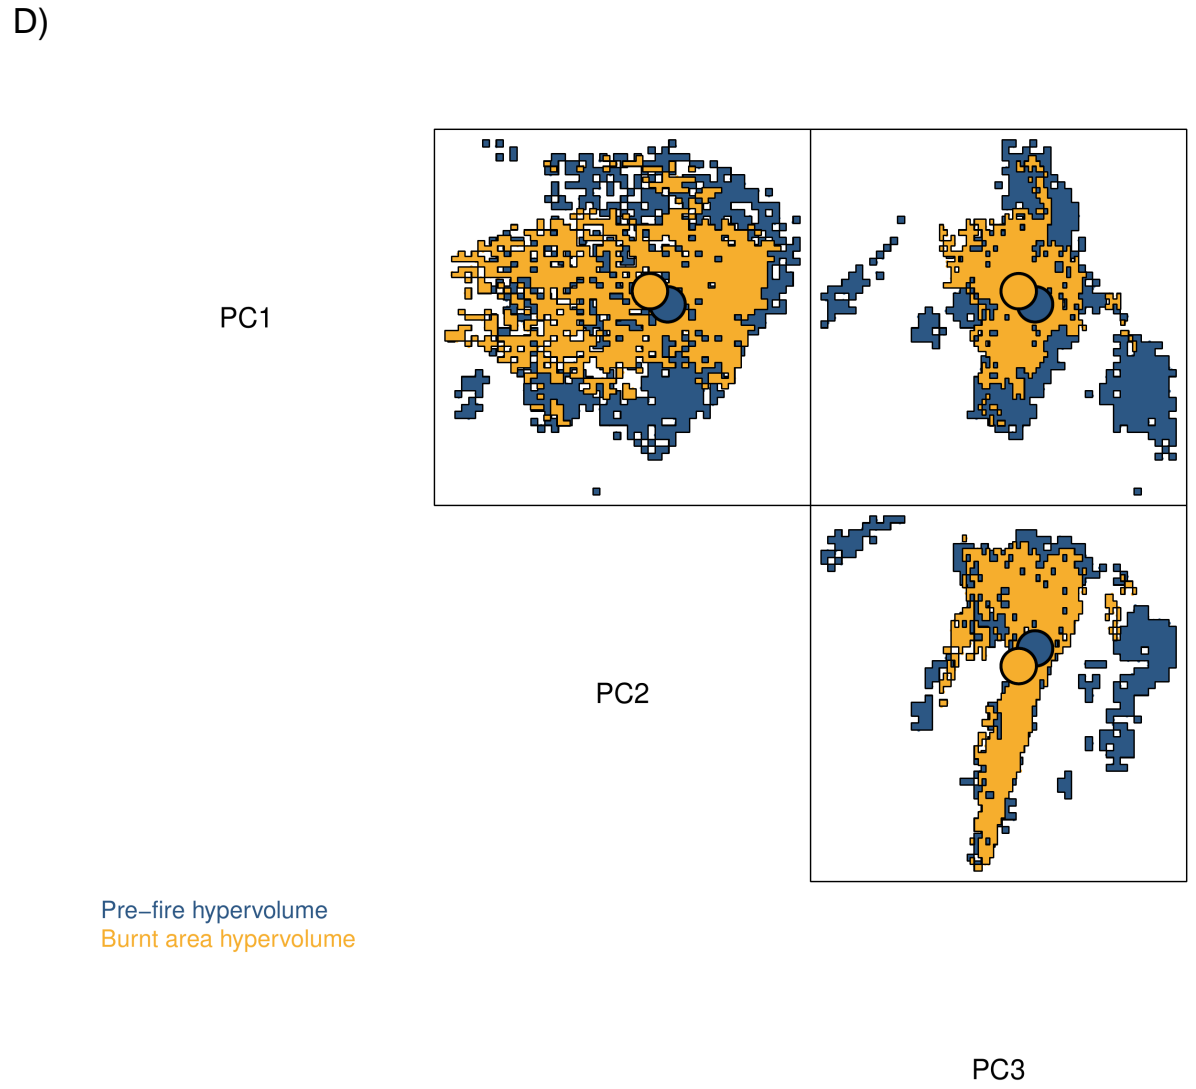 D)
PC1
PC2
Pre−fire hypervolume
Burnt area hypervolume
PC3